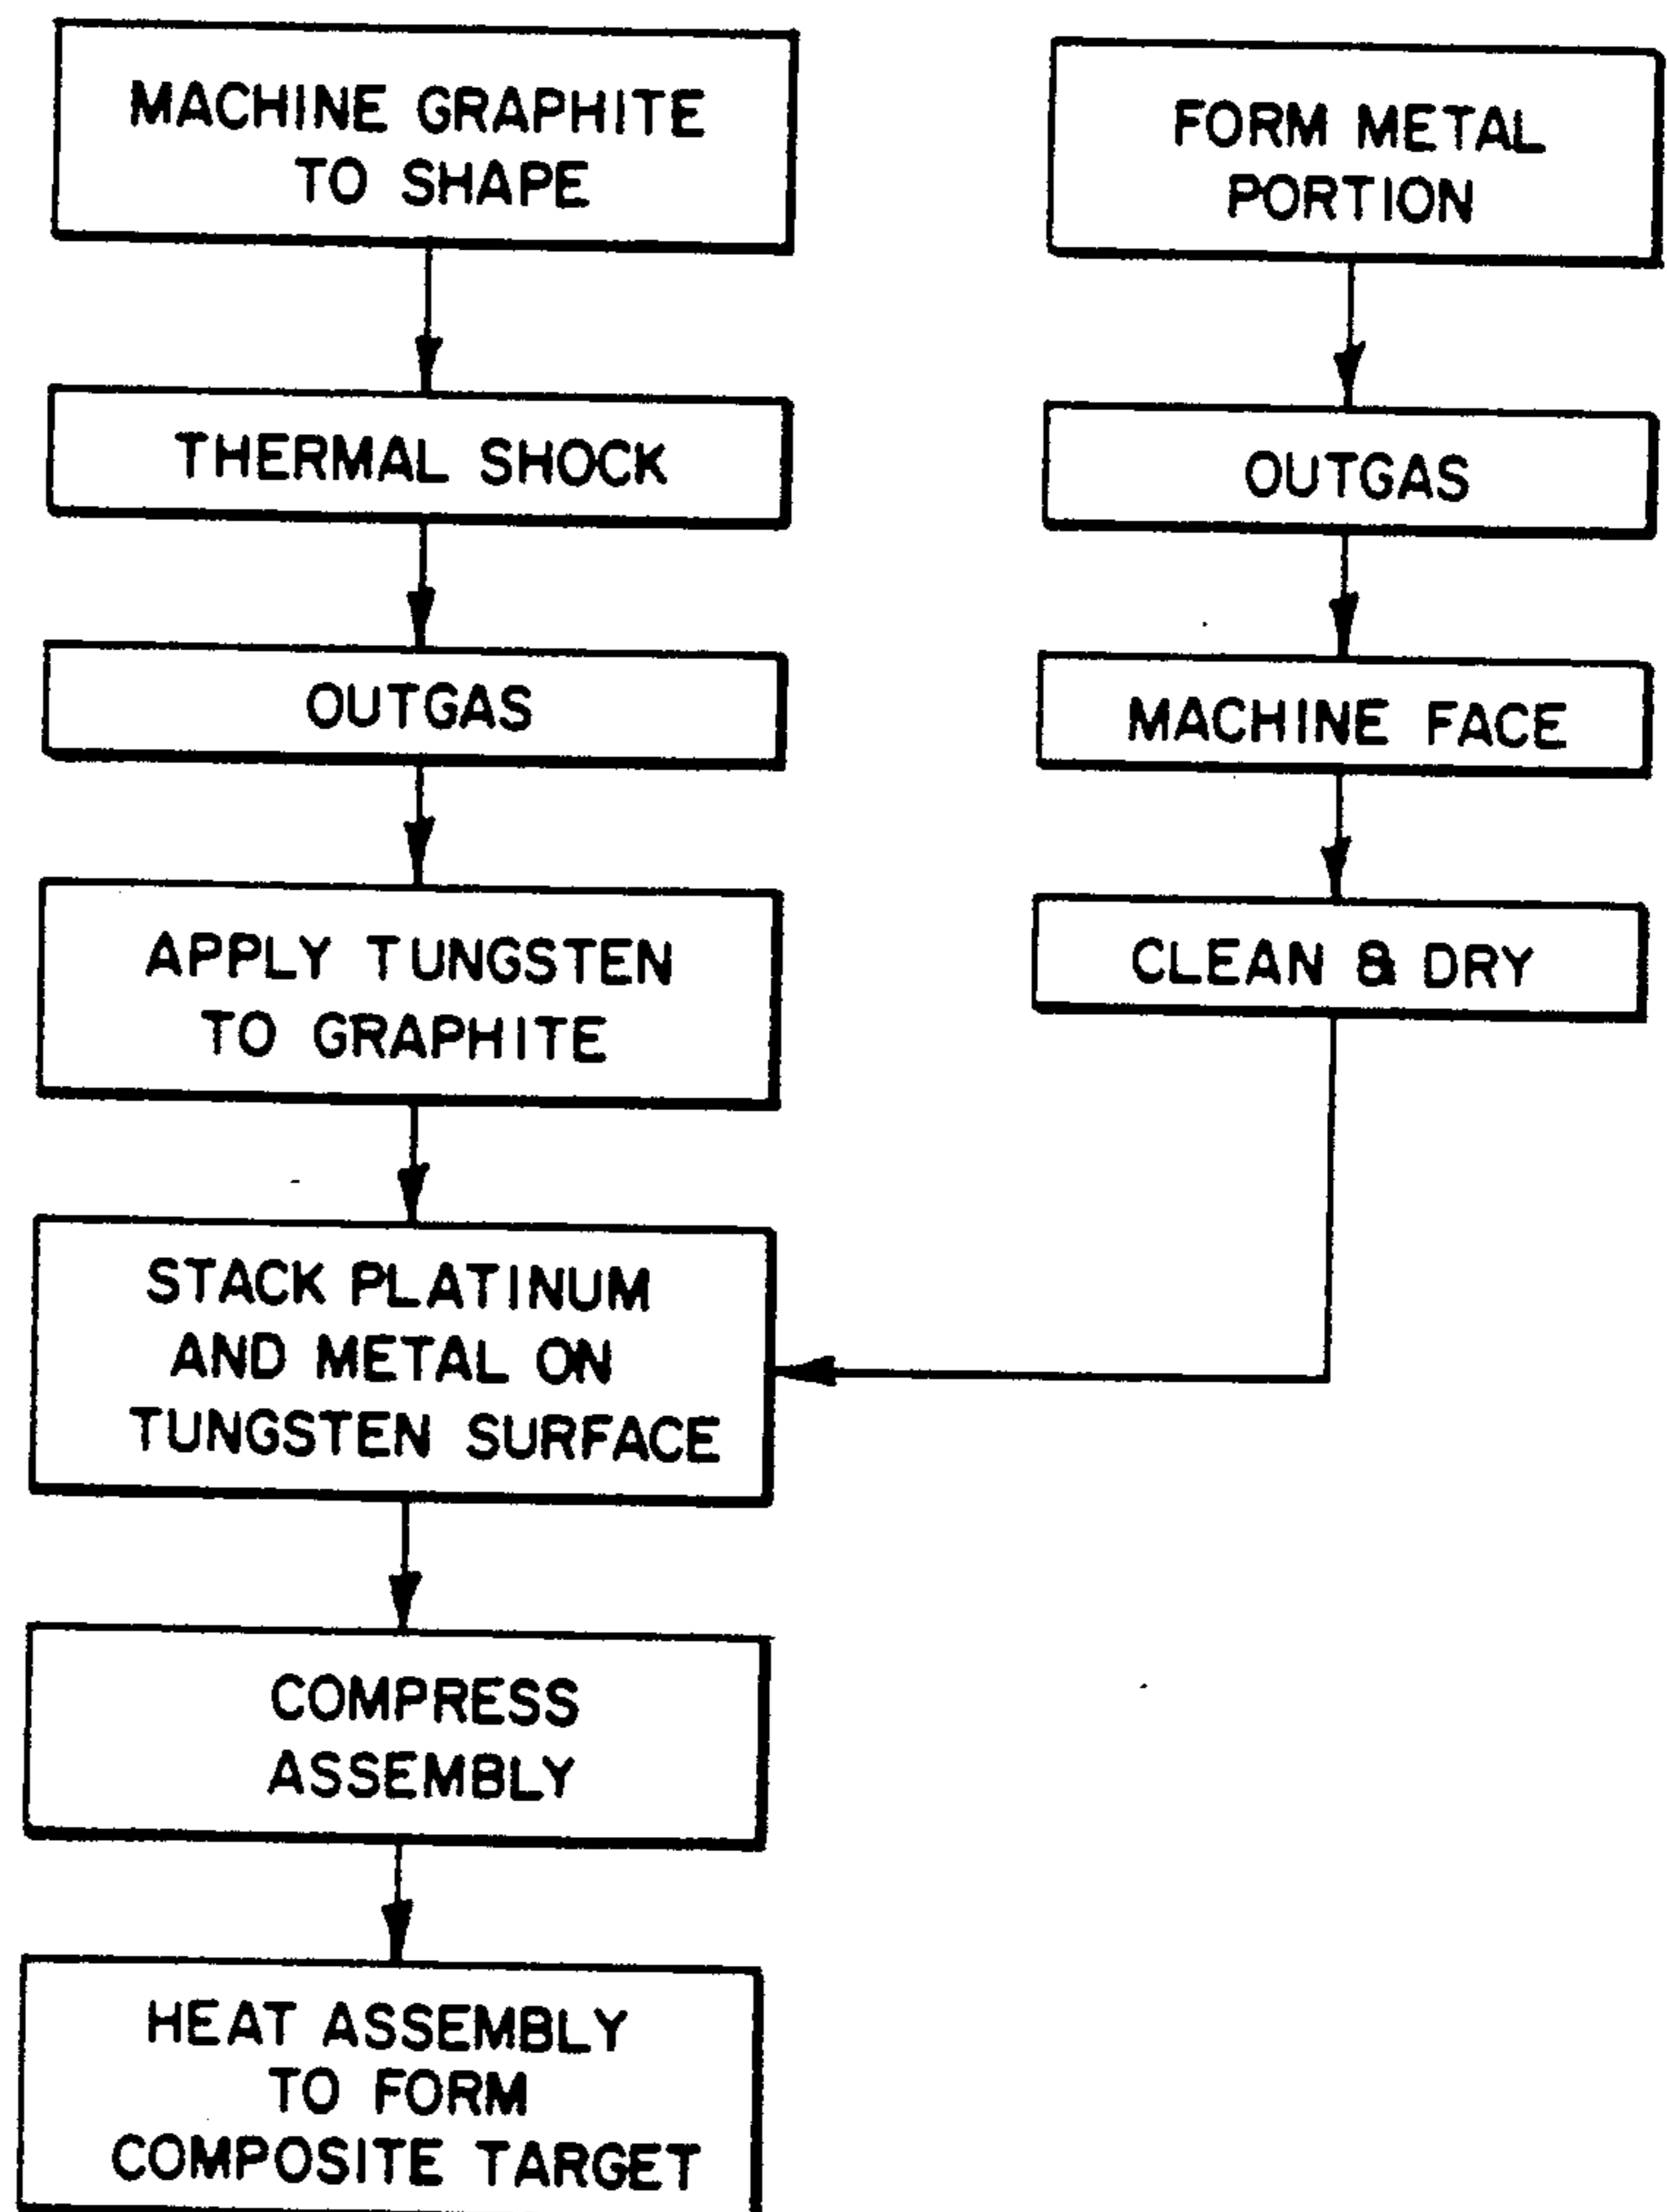 MACHINE GRAPHITE
TO SHAPE
THERMAL SHOCK
OUTGAS
APPLY TUNGSTEN
TO GRAPHITE
STACK PLATINUM
AND METAL ON
TUNGSTEN SURFACE
COMPRESS
ASSEMBLY
HEAT ASSEMBLY
TO FORM
COMPOSITE TARGET
FORM METAL
PORTION
OUTGAS
MACHINE FACE
CLEAN & DRY